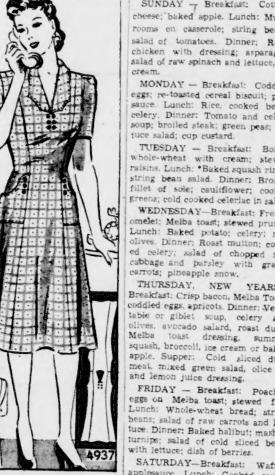 SUNDAY — Breakfast: Cot
cheese; baked apple. Lunch: M
rooms en casserole; string be
salad of tomatoes. Dinner: R
chicken with dressing; aspara
salad of raw spinach and lettuce,
cream.
MONDAY — Breakfast: Codd
eggs; re-toasted cereal biscuit; 
sauce. Lunch: Rice, cooked be
celery. Dinner: Tomato and cel
soup; broiled steak; green peas;
tuce salad; cup custard.
TUESDAY — Breakfast: Bo
whole-wheat with cream; stew
raisins. Lunch: Baked squash rin
string bean salad. Dinner: Bro
fillet of sole; cauliflower; coo
greens; cold cooked celeriac in sal
WEDNESDAY—Breakfast: Fre
omelet; Melba toast; stewed prun
Lunch: Baked potato; celery; r
olives. Dinner: Roast mutton; co
ed celery; salad of chopped
cabbage and parsley with gra
carrots; pineapple snow.
THURSDAY, NEW YEARS
Breakfast: Crisp bacon, Melba To
coddled eggs, apricots. Dinner: Ve
table or giblet soup, celery a
olives, avocado salad, roast du
Melba toast dressing, summ
squash, broccoli, ice cream or bak
apple. Supper: Cold sliced d
meat, mixed green salad, olive
and lemon juice dressing.
FRIDAY — Breakfast: Poach
eggs on Melba toast; stewed f
Lunch: Whole-wheat bread; str
beans; salad of raw carrots and l
tuce. Dinner: Baked halibut; mash
turnips; salad of cold sliced be
with lettuce; dish of berries.
SATURDAY—Breakfast:
applesauce. Lunch: Cooked
4937